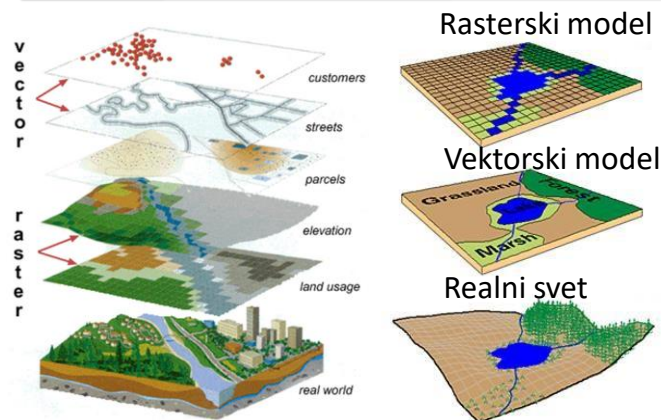 vector
customers
streets
parcels
raster
elevation
land usage
real world
Rasterski model
Vektorski model
Grassland
Forest
Marsh
Realni svet